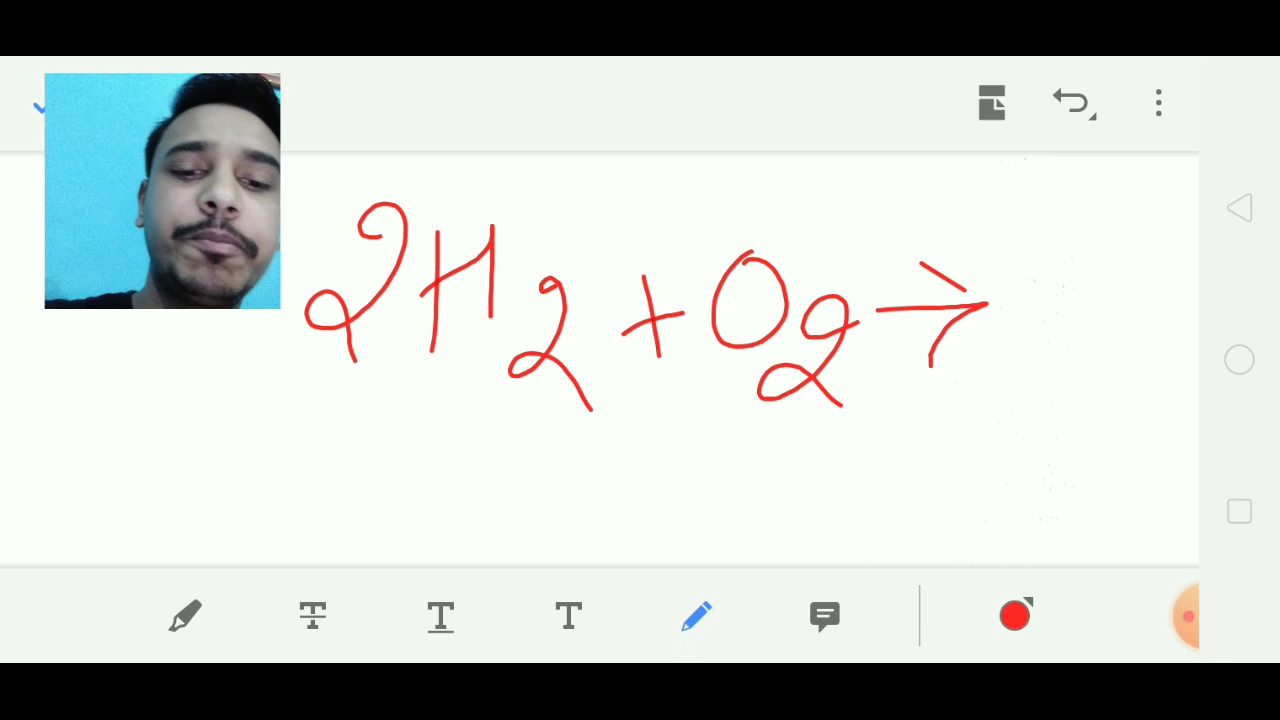 2H₂ + O₂ →